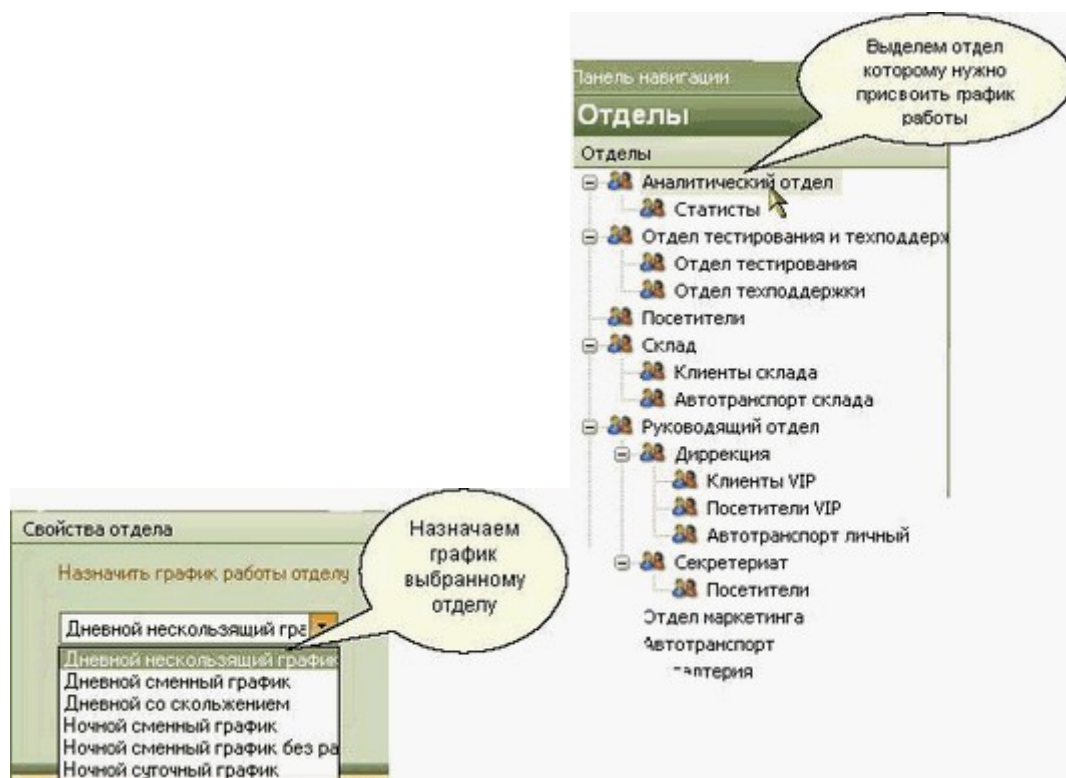 Выделем отдел
которому нужно
присвоить график
работы
Панель навигации
Отделы
Отделы
Аналитический отдел
Статисты
Отдел тестирования и техподдерж
Отдел тестирования
Отдел техподдержки
Посетители
Склад
Клиенты склада
Автотранспорт склада
Руководящий отдел
Диррекция
Клиенты VIP
Посетители VIP
Автотранспорт личный
Секретериат
Посетители
Отдел маркетинга
Автотранспорт
Свойства отдела
Назначить график работы отделу
Назначаем
график
выбранному
отделу
Дневной нескользящий гра
Дневной нескользящий график
Дневной сменный график
Дневной со скольжением
Ночной сменный график
Ночной сменный график без ра
Ночной суточный график